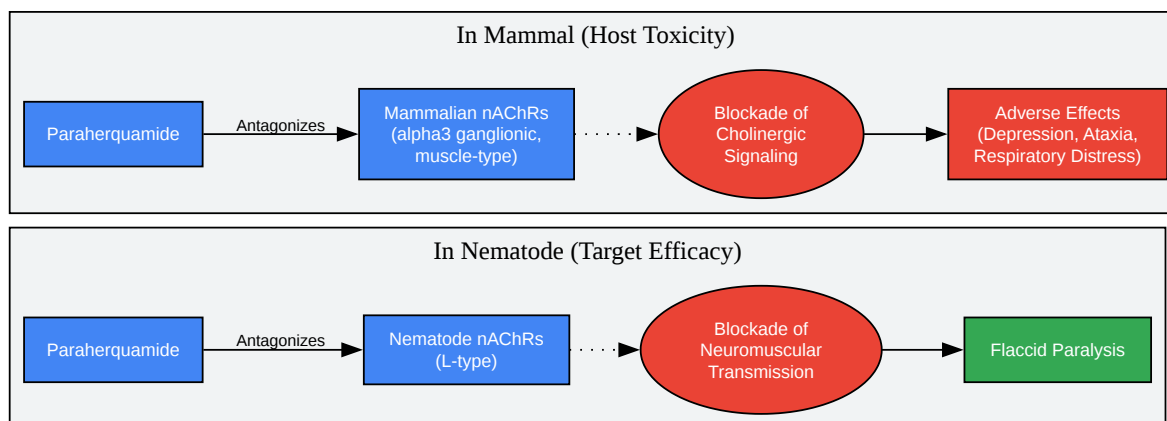 In Mammal (Host Toxicity)
Paraherquamide
Antagonizes
Mammalian nAChRs
(alpha3 ganglionic,
muscle-type)
Blockade of
Cholinergic
Signaling
Adverse Effects
(Depression, Ataxia,
Respiratory Distress)
In Nematode (Target Efficacy)
Paraherquamide
Antagonizes
Nematode nAChRs
(L-type)
Blockade of
Neuromuscular
Transmission
Flaccid Paralysis